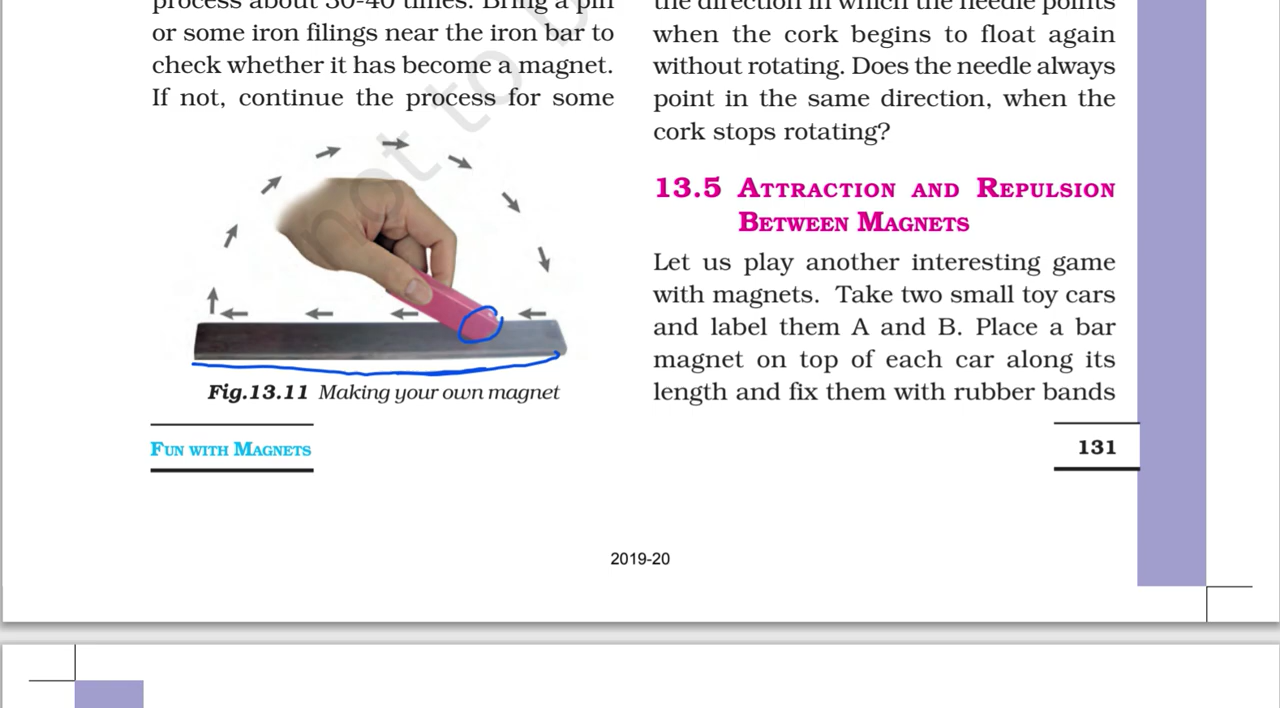 process about 30-40 times. Bring a pin
or some iron filings near the iron bar to
check whether it has become a magnet.
If not, continue the process for some
not to b
Fig.13.11 Making your own magnet
FUN WITH MAGNETS
the direction in which the needle points
when the cork begins to float again
without rotating. Does the needle always
point in the same direction, when the
cork stops rotating?
13.5 ATTRACTION AND REPULSION
BETWEEN MAGNETS
Let us play another interesting game
with magnets. Take two small toy cars
and label them A and B. Place a bar
magnet on top of each car along its
length and fix them with rubber bands
131
2019-20